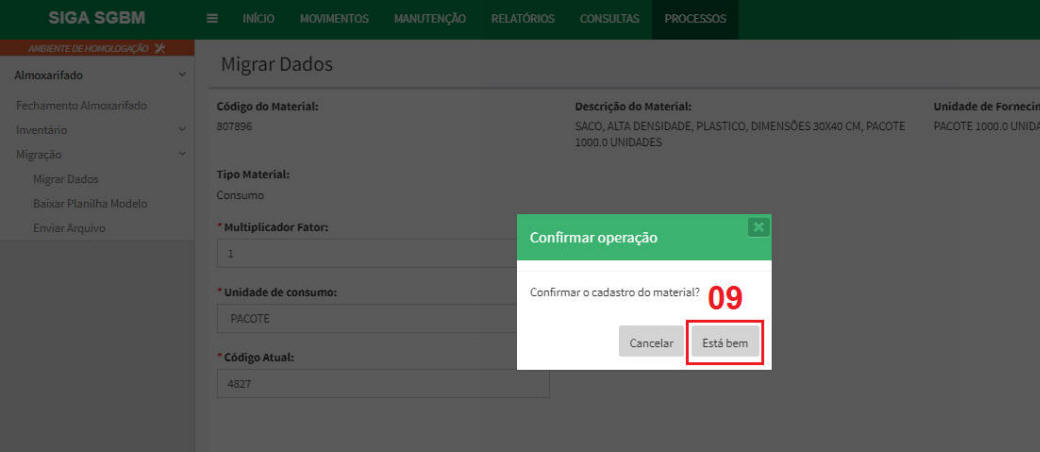 SIGA SGBM
INÍCIO MOVIMENTOS MANUTENÇÃO RELATÓRIOS CONSULTAS PROCESSOS
AMBIENTE DE HOMOLOGAÇÃO
Almoxarifado
Fechamento Almoxarifado
Inventário
Migração
Migrar Dados
Baixar Planilha Modelo
Enviar Arquivo
Migrar Dados
Código do Material:
807896
Descrição do Material:
SACO, ALTA DENSIDADE, PLASTICO, DIMENSÕES 30X40 CM, PACOTE
1000.0 UNIDADES
Unidade de Fornecin
PACOTE 1000.0 UNIDA
Tipo Material:
Consumo
* Multiplicador Fator:
1
* Unidade de consumo:
PACOTE
* Código Atual:
4827
Confirmar operação
Confirmar o cadastro do material?
09
Cancelar Está bem